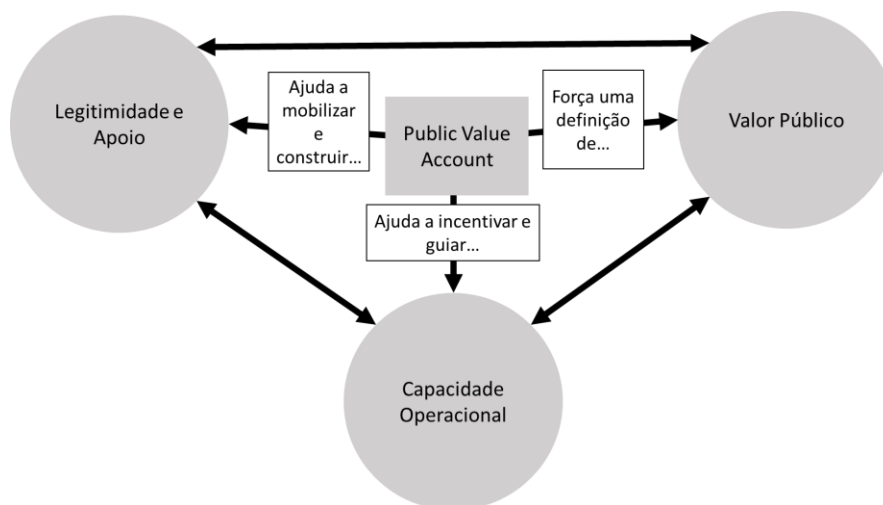 Legitimidade e
Apoio
Ajuda a
mobilizar
e
construir...
Public Value
Account
Força uma
definição
de...
Valor Público
Ajuda a incentivar e
guiar...
Capacidade
Operacional